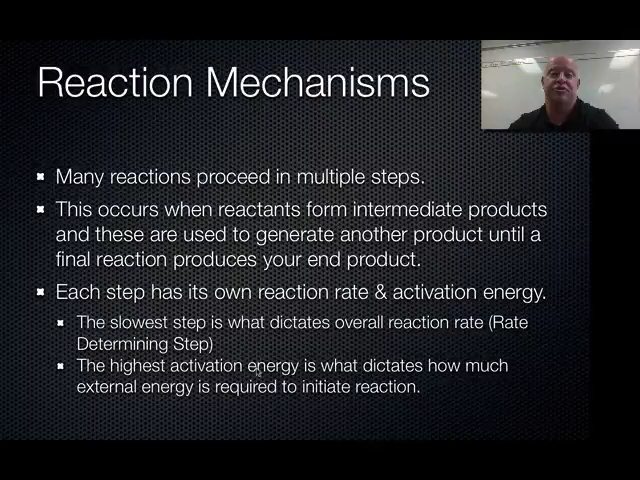 Reaction Mechanisms
Many reactions proceed in multiple steps.
This occurs when reactants form intermediate products
and these are used to generate another product until a
final reaction produces your end product.
Each step has its own reaction rate & activation energy.
The slowest step is what dictates overall reaction rate (Rate
Determining Step)
The highest activation energy is what dictates how much
external energy is required to initiate reaction.